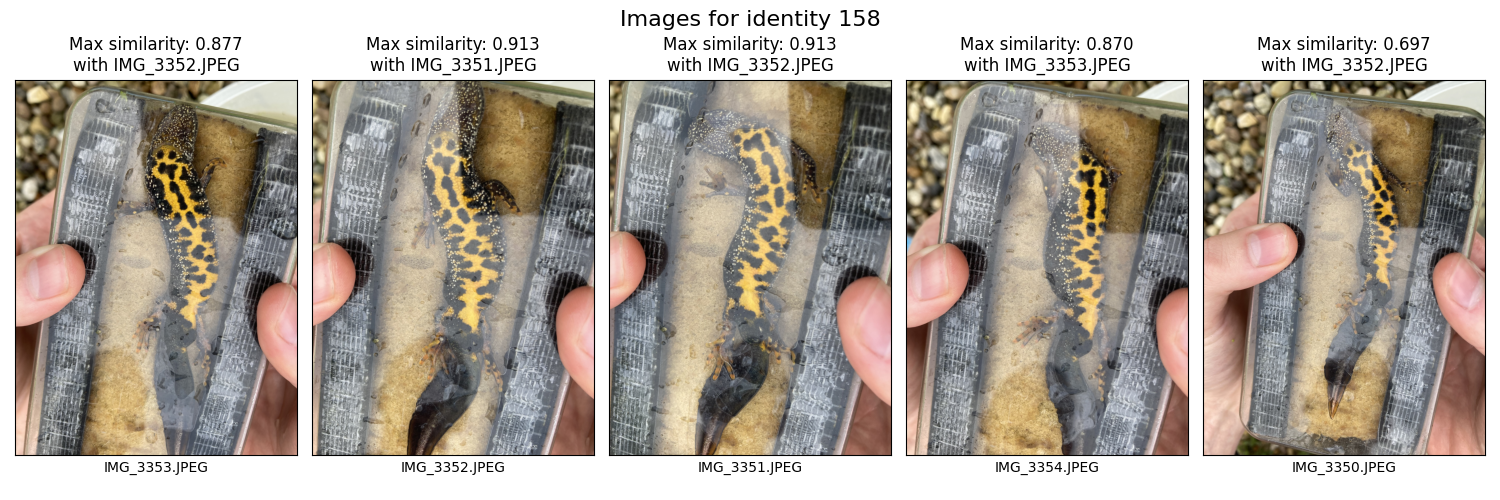 Images for identity 158
Max similarity: 0.877
with IMG_3352.JPEG
Max similarity: 0.913
with IMG_3351.JPEG
Max similarity: 0.913
with IMG_3352.JPEG
Max similarity: 0.870
with IMG_3353.JPEG
Max similarity: 0.697
with IMG_3352.JPEG
IMG_3353.JPEG
IMG_3352.JPEG
IMG_3351.JPEG
IMG_3354.JPEG
IMG_3350.JPEG